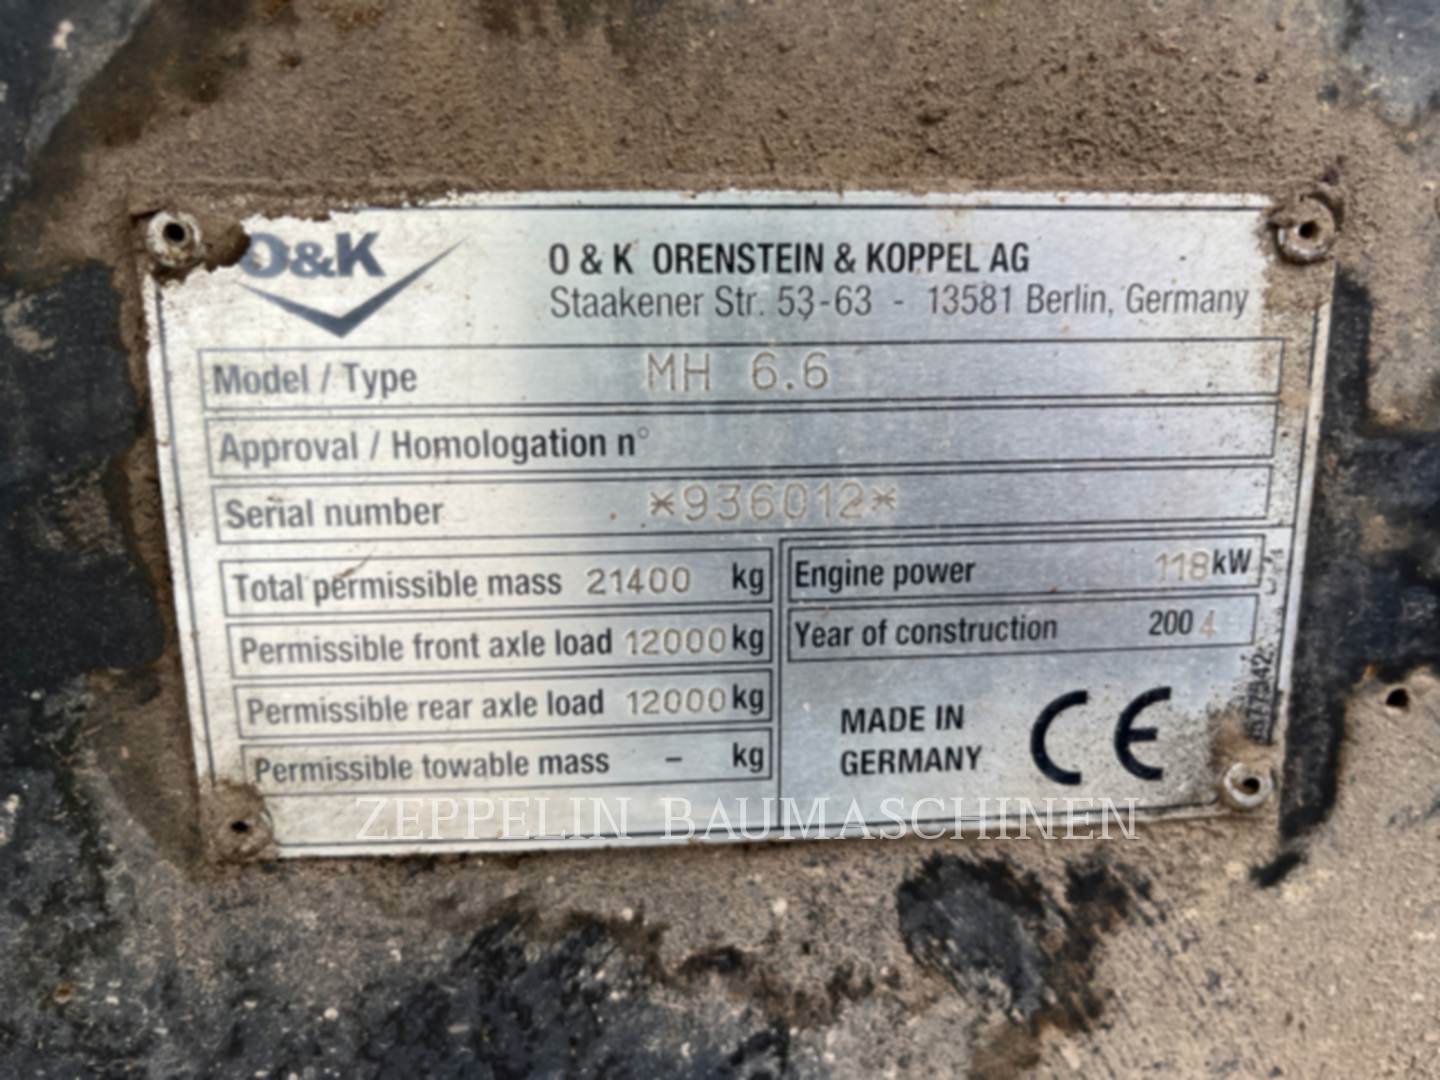 O&K
O & K ORENSTEIN & KOPPEL AG
Staakener Str. 53-63 - 13581 Berlin, Germany
Model / Type MH 6.6
Approval / Homologation n°
Serial number *936012*
Total permissible mass 21400 kg
Permissible front axle load 12000 kg
Permissible rear axle load 12000 kg
Permissible towable mass – kg
Engine power 118 kW
Year of construction 2004
MADE IN
GERMANY
CE
ZEPPELIN BAUMASCHINEN